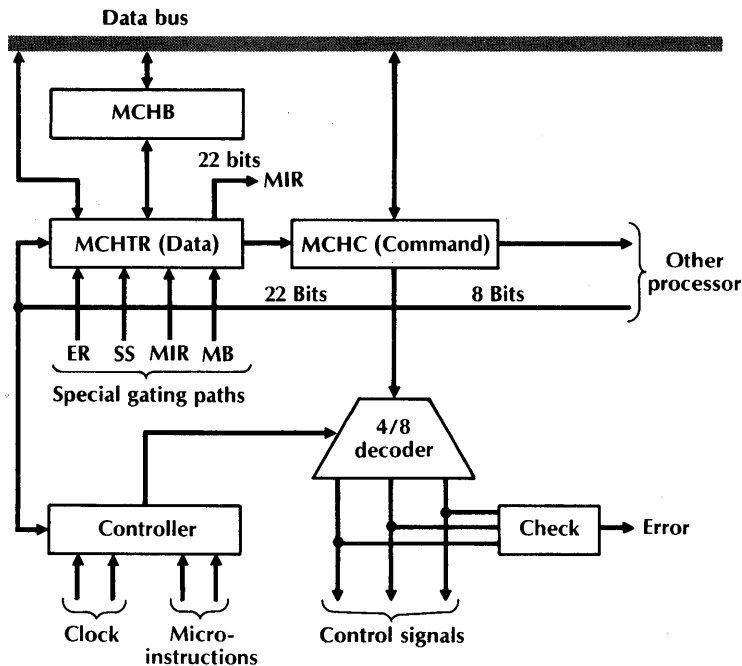 Data bus
MCHB
22 bits
MIR
MCHTR (Data)
MCHC (Command)
Other
processor
22 Bits
8 Bits
ER SS MIR MB
Special gating paths
4/8
decoder
Controller
Check
Error
Clock
Micro-
instructions
Control signals